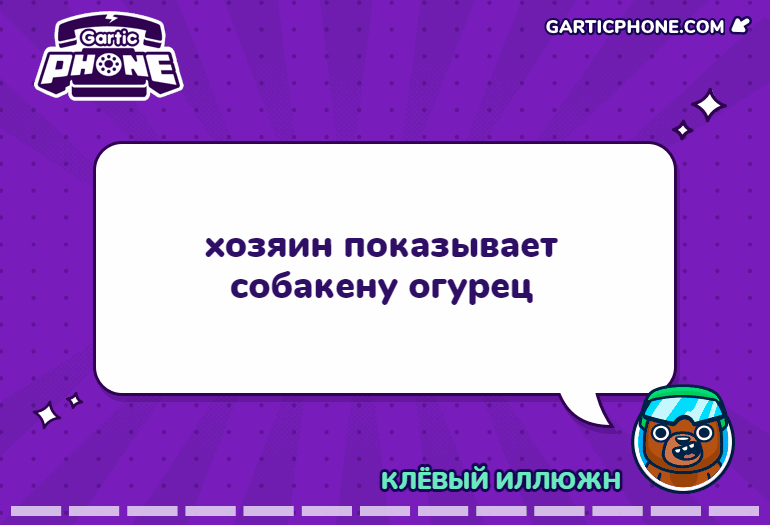 Gartic
PHONE
GARTICPHONE.COM
хозяин показывает
собакену огурец
КЛЁВЫЙ ИЛЛЮЖН